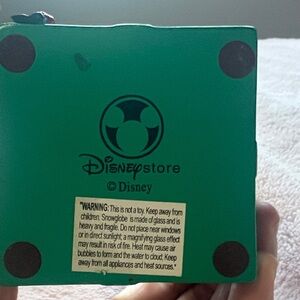 Disney store
© Disney
"WARNING: This is not a toy. Keep away from
children. Snowglobe is made of glass and is
heavy and fragile. Do not place near windows
or in direct sunlight; a magnifying glass effect
may result in risk of fire. Heat may cause air
bubbles to form and the water to cloud. Keep
away from all appliances and heat sources."